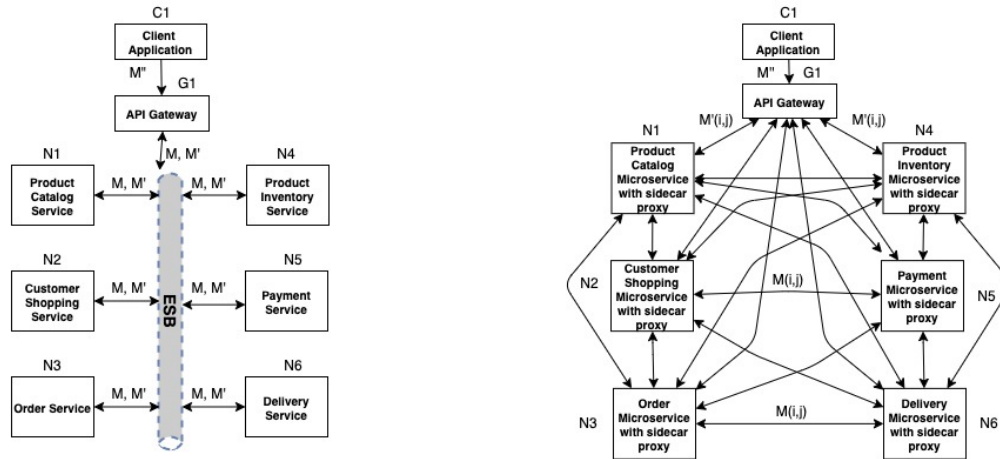 C1
Client
Application
M"
G1
API Gateway
M, M'
N1
Product
Catalog
Service
M, M'
M, M'
N4
Product
Inventory
Service
N2
Customer
Shopping
Service
M, M'
ESB
M, M'
N5
Payment
Service
N3
Order Service
M, M'
M, M'
N6
Delivery
Service
C1
Client
Application
M"
G1
API Gateway
M'(i,j)
M'(i,j)
N1
Product
Catalog
Microservice
with sidecar
proxy
N4
Product
Inventory
Microservice
with sidecar
proxy
N2
Customer
Shopping
Microservice
with sidecar
proxy
M(i,j)
Payment
Microservice
with sidecar
proxy
N5
N3
Order
Microservice
with sidecar
proxy
M(i,j)
Delivery
Microservice
with sidecar
proxy
N6